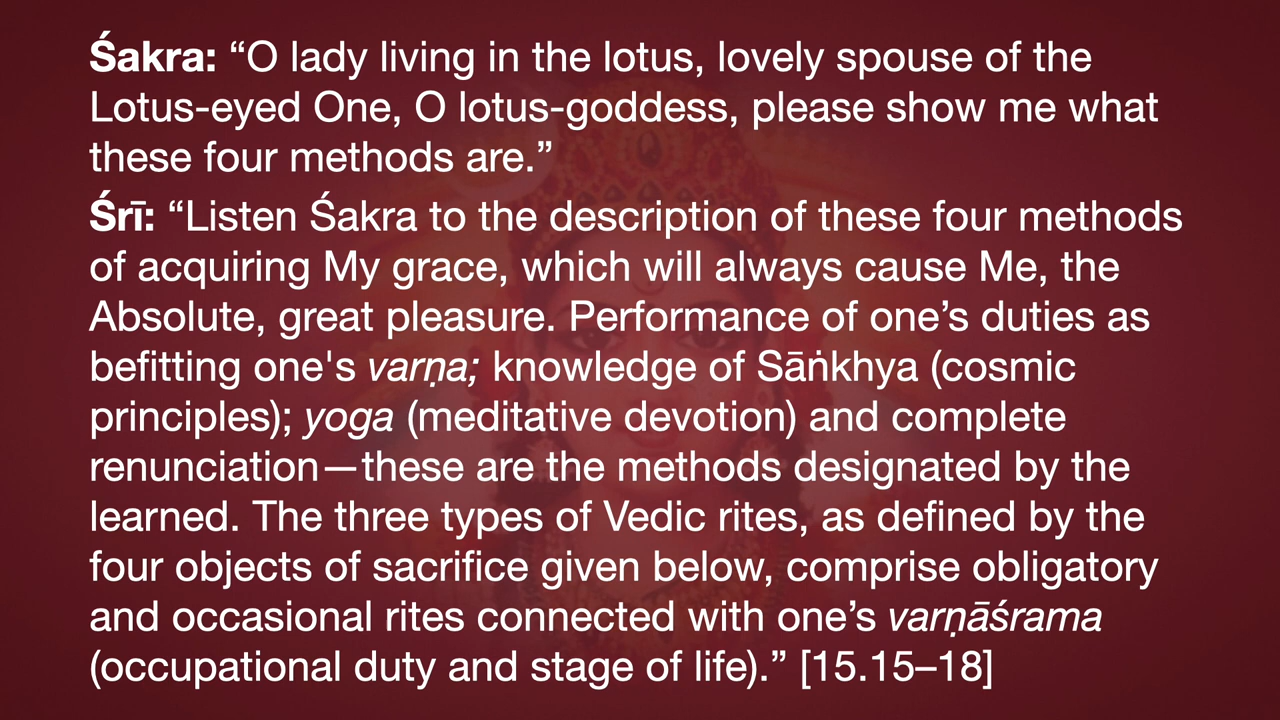 Śakra: “O lady living in the lotus, lovely spouse of the
Lotus-eyed One, O lotus-goddess, please show me what
these four methods are.”
Śrī: “Listen Śakra to the description of these four methods
of acquiring My grace, which will always cause Me, the
Absolute, great pleasure. Performance of one’s duties as
befitting one's varṇa; knowledge of Sāṅkhya (cosmic
principles); yoga (meditative devotion) and complete
renunciation—these are the methods designated by the
learned. The three types of Vedic rites, as defined by the
four objects of sacrifice given below, comprise obligatory
and occasional rites connected with one’s varṇāśrama
(occupational duty and stage of life).” [15.15–18]